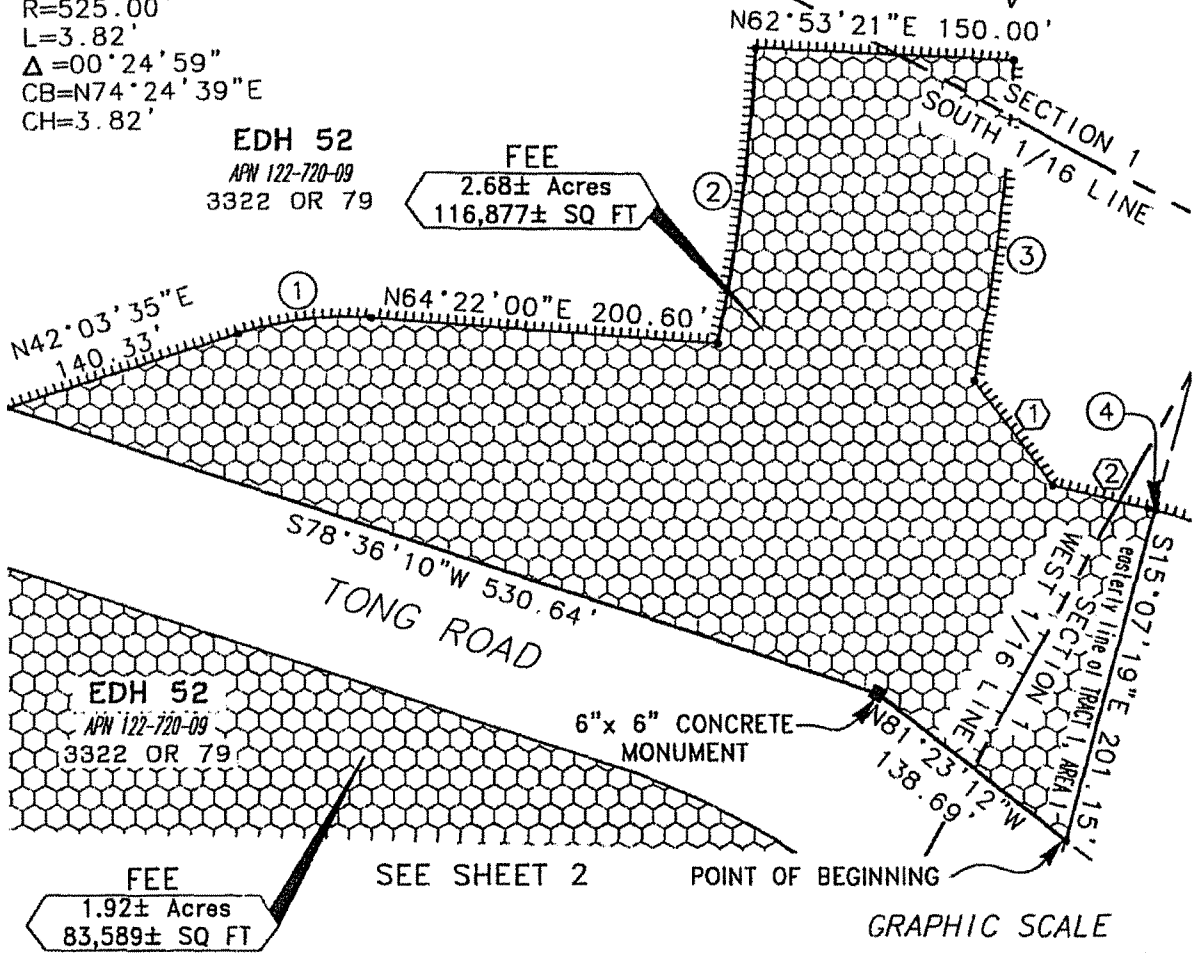 R=525.00'
L=3.82'
Δ=00°24'59"
CB=N74°24'39"E
CH=3.82'
N62°53'21"E 150.00'
SECTION 1
SOUTH 1/16 LINE
EDH 52
APN 122-720-09
3322 OR 79
FEE
2.68± Acres
116,877± SQ FT
2
3
N42°03'35"E
140.33'
1
N64°22'00"E 200.60'
1
4
2
S78°36'10"W 530.64'
TONG ROAD
WEST 1/16 LINE
SECTION 1
easterly line of TRACT 1, AREA 1
S15°07'19"E 201.15'
EDH 52
APN 122-720-09
3322 OR 79
6"x 6" CONCRETE
MONUMENT
N81°23'12"W
138.69'
SEE SHEET 2
POINT OF BEGINNING
FEE
1.92± Acres
83,589± SQ FT
GRAPHIC SCALE